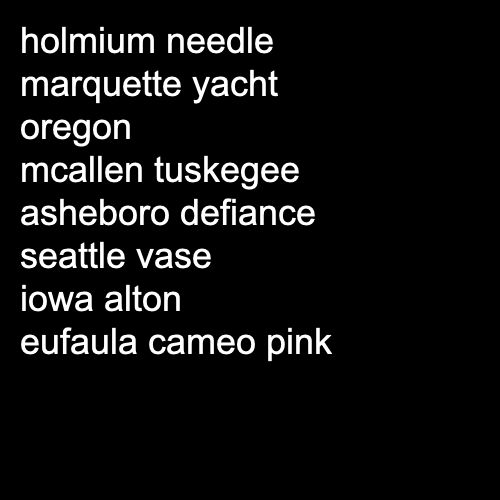 holmium needle
marquette yacht
oregon
mcallen tuskegee
asheboro defiance
seattle vase
iowa alton
eufaula cameo pink